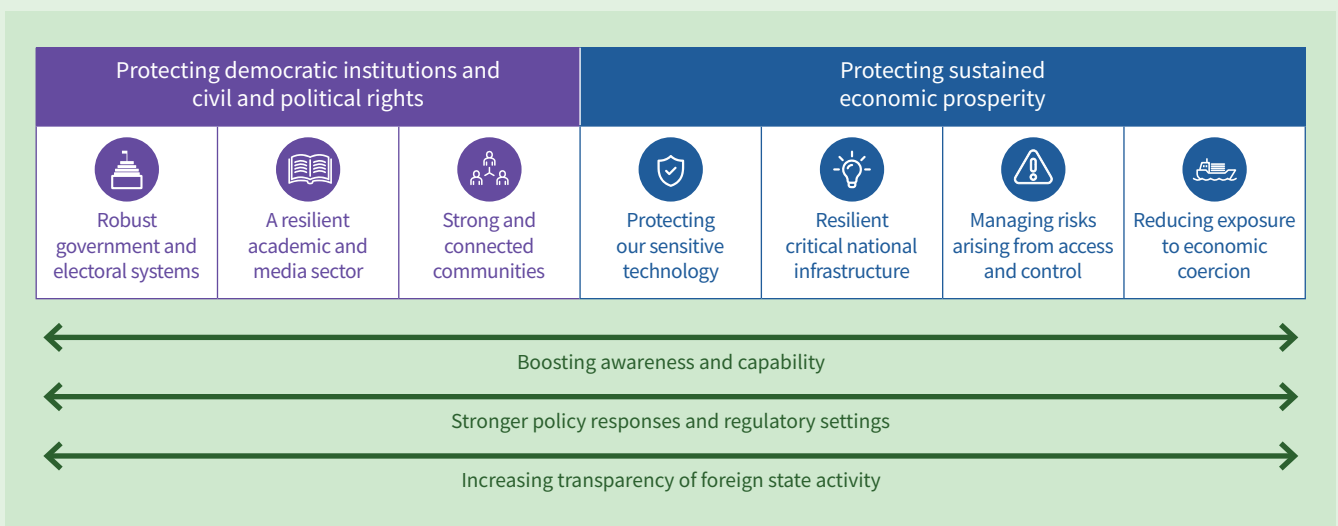 Protecting democratic institutions and
civil and political rights
Protecting sustained
economic prosperity
Robust
government and
electoral systems
A resilient
academic and
media sector
Strong and
connected
communities
Protecting
our sensitive
technology
Resilient
critical national
infrastructure
Managing risks
arising from access
and control
Reducing exposure
to economic
coercion
Boosting awareness and capability
Stronger policy responses and regulatory settings
Increasing transparency of foreign state activity